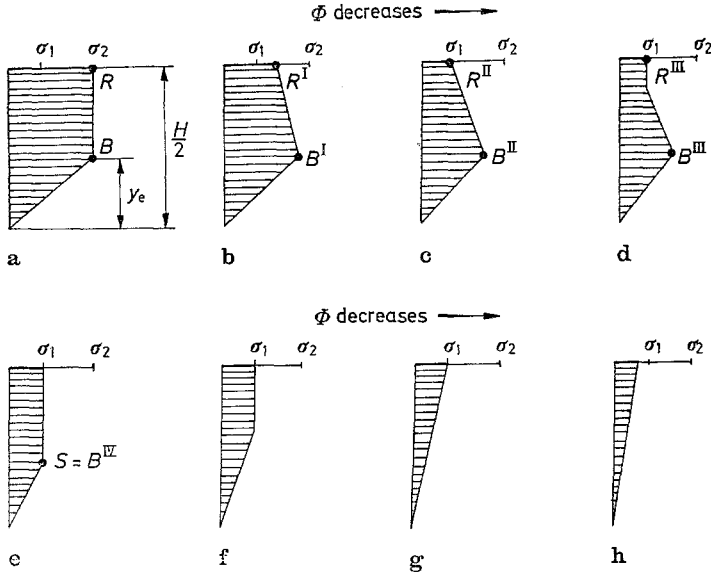 Φ decreases
σ₁ σ₂
R
B
H/2
yₑ
a
σ₁ σ₂
Rᴵ
Bᴵ
b
σ₁ σ₂
Rᴵᴵ
Bᴵᴵ
c
σ₁ σ₂
Rᴵᴵᴵ
Bᴵᴵᴵ
d
Φ decreases
σ₁ σ₂
S = Bᴵⱽ
e
σ₁ σ₂
f
σ₁ σ₂
g
σ₁ σ₂
h